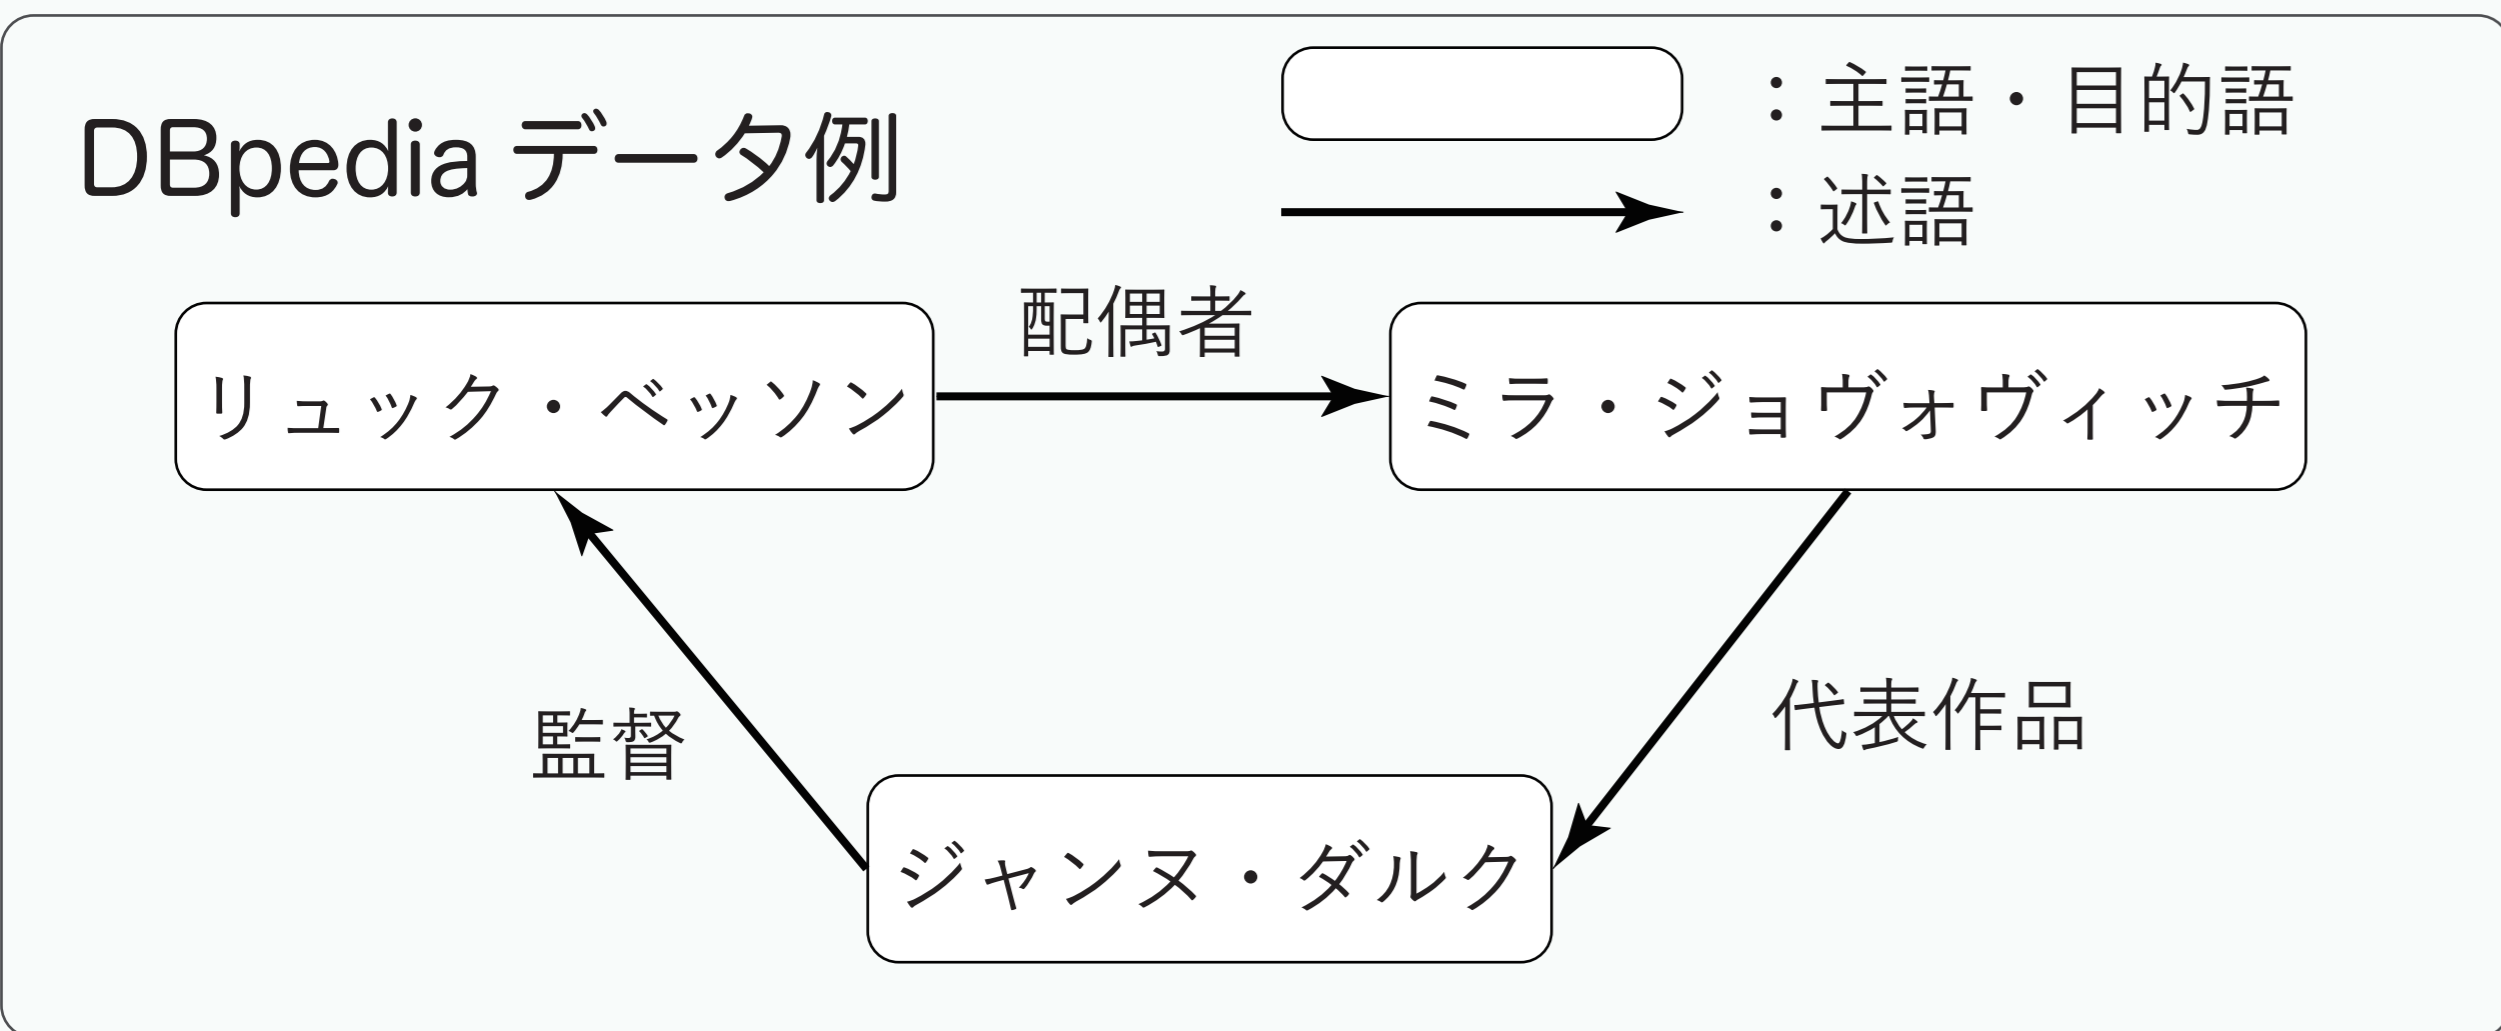 DBpedia データ例
：主語・目的語
：述語
配偶者
リュック・ベッソン
ミラ・ジョヴォヴィッチ
監督
代表作品
ジャンヌ・ダルク